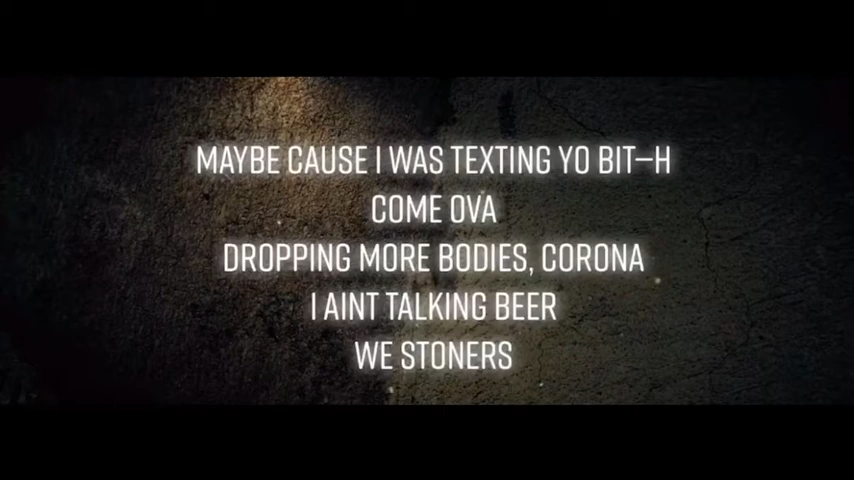 MAYBE CAUSE I WAS TEXTING YO BIT—H
COME OVA
DROPPING MORE BODIES, CORONA
I AINT TALKING BEER
WE STONERS